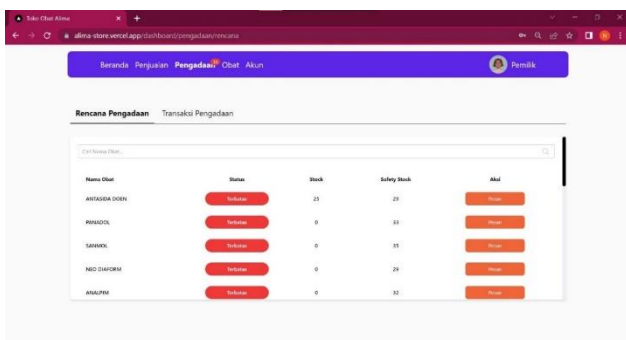 Toko Obat Alima
alima-store.vercel.app/dashboard/pengadaan/rencana
Beranda Penjualan Pengadaan Obat Akun
Pemilik
Rencana Pengadaan Transaksi Pengadaan
Cari Nama Obat..
Nama Obat Status Stock Safety Stock Aksi
ANTASIDA DOEN Terbatas 25 29 Pesan
PANADOL Terbatas 0 33 Pesan
SANMOL Terbatas 0 35 Pesan
NEO DIAFORM Terbatas 0 29 Pesan
ANALPIM Terbatas 0 32 Pesan